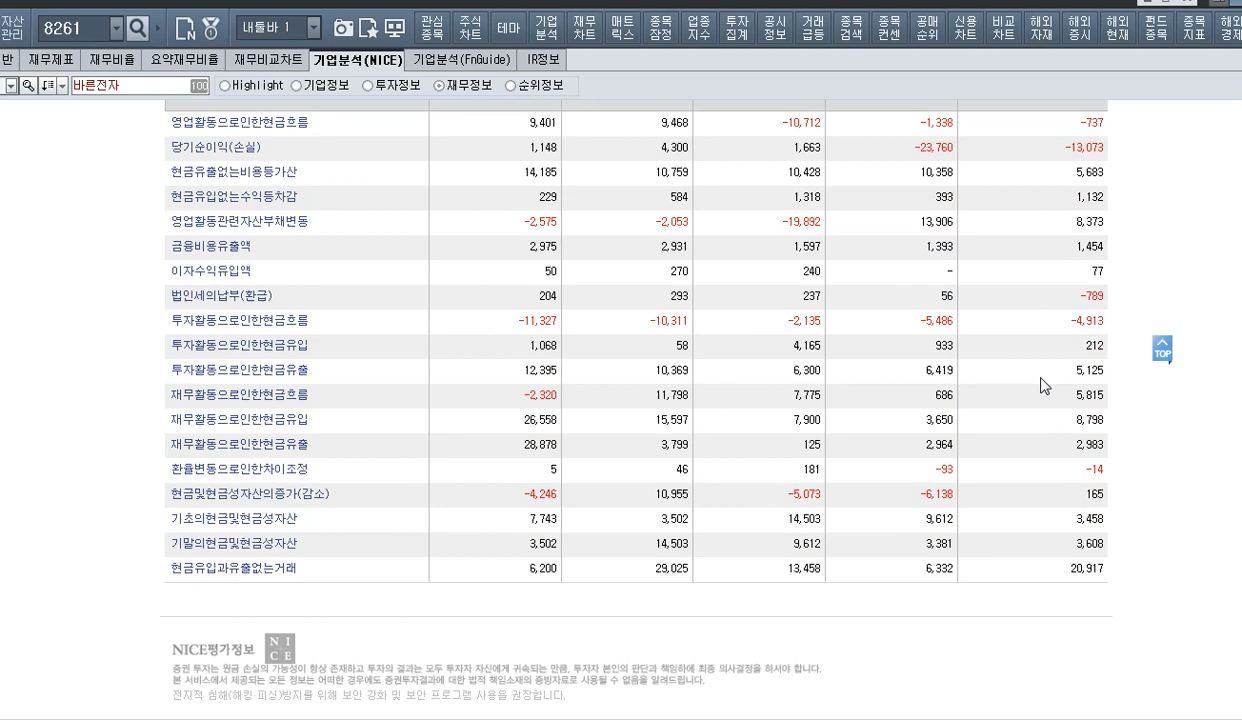 자산 관리 8261 내툴바 1 관심 종목 주식 차트 테마 기업 분석 재무 차트 매트 릭스 종목 잠정 업종 지수 투자 집계 공시 정보 거래 급등 종목 검색 종목 컨센 공매 순위 신용 차트 비교 차트 해외 자재 해외 증시 해외 현재 펀드 종목 종목 지표 해외 경제
반 재무제표 재무비율 요약재무비율 재무비교차트 기업분석(NICE) 기업분석(FnGuide) IR정보
바른전자 100 Highlight 기업정보 투자정보 재무정보 순위정보
영업활동으로인한현금흐름 9,401 9,468 -10,712 -1,338 -737
당기순이익(손실) 1,148 4,300 1,663 -23,760 -13,073
현금유출없는비용등가산 14,185 10,759 10,428 10,358 5,683
현금유입없는수익등차감 229 584 1,318 393 1,132
영업활동관련자산부채변동 -2,575 -2,053 -19,892 13,906 8,373
금융비용유출액 2,975 2,931 1,597 1,393 1,454
이자수익유입액 50 270 240 - 77
법인세의납부(환급) 204 293 237 56 -789
투자활동으로인한현금흐름 -11,327 -10,311 -2,135 -5,486 -4,913
투자활동으로인한현금유입 1,068 58 4,165 933 212
투자활동으로인한현금유출 12,395 10,369 6,300 6,419 5,125
재무활동으로인한현금흐름 -2,320 11,798 7,775 686 5,815
재무활동으로인한현금유입 26,558 15,597 7,900 3,650 8,798
재무활동으로인한현금유출 28,878 3,799 125 2,964 2,983
환율변동으로인한차이조정 5 46 181 -93 -14
현금및현금성자산의증가(감소) -4,246 10,955 -5,073 -6,138 165
기초의현금및현금성자산 7,743 3,502 14,503 9,612 3,458
기말의현금및현금성자산 3,502 14,503 9,612 3,381 3,608
현금유입과유출없는거래 6,200 29,025 13,458 6,332 20,917
TOP
NICE평가정보 NICE
증권 투자는 원금 손실의 가능성이 항상 존재하고 투자의 결과는 모두 투자자 자신에게 귀속되는 만큼, 투자자 본인의 판단과 책임하에 최종 의사결정을 하셔야 합니다.
본 서비스에서 제공되는 모든 정보는 어떠한 경우에도 증권투자결과에 대한 법적 책임소재의 증빙자료로 사용될 수 없음을 알려드립니다.
전자적 침해(해킹·피싱)방지를 위해 보안 강화 및 보안 프로그램 사용을 권장합니다.